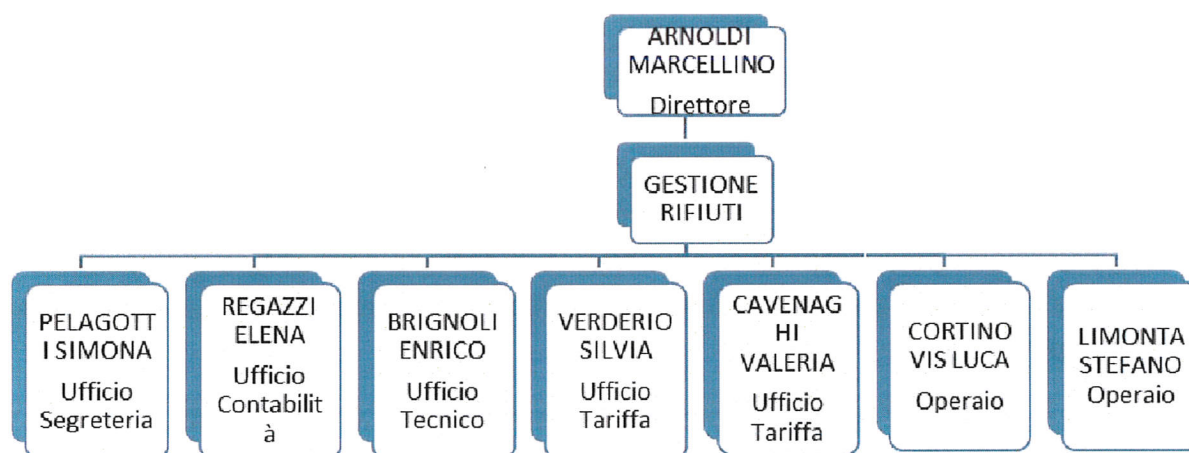 ARNOLDI
MARCELLINO
Direttore
GESTIONE
RIFIUTI
PELAGOTT
I SIMONA
Ufficio
Segreteria
REGAZZI
ELENA
Ufficio
Contabilit
à
BRIGNOLI
ENRICO
Ufficio
Tecnico
VERDERIO
SILVIA
Ufficio
Tariffa
CAVENAG
HI
VALERIA
Ufficio
Tariffa
CORTINO
VIS LUCA
Operaio
LIMONTA
STEFANO
Operaio